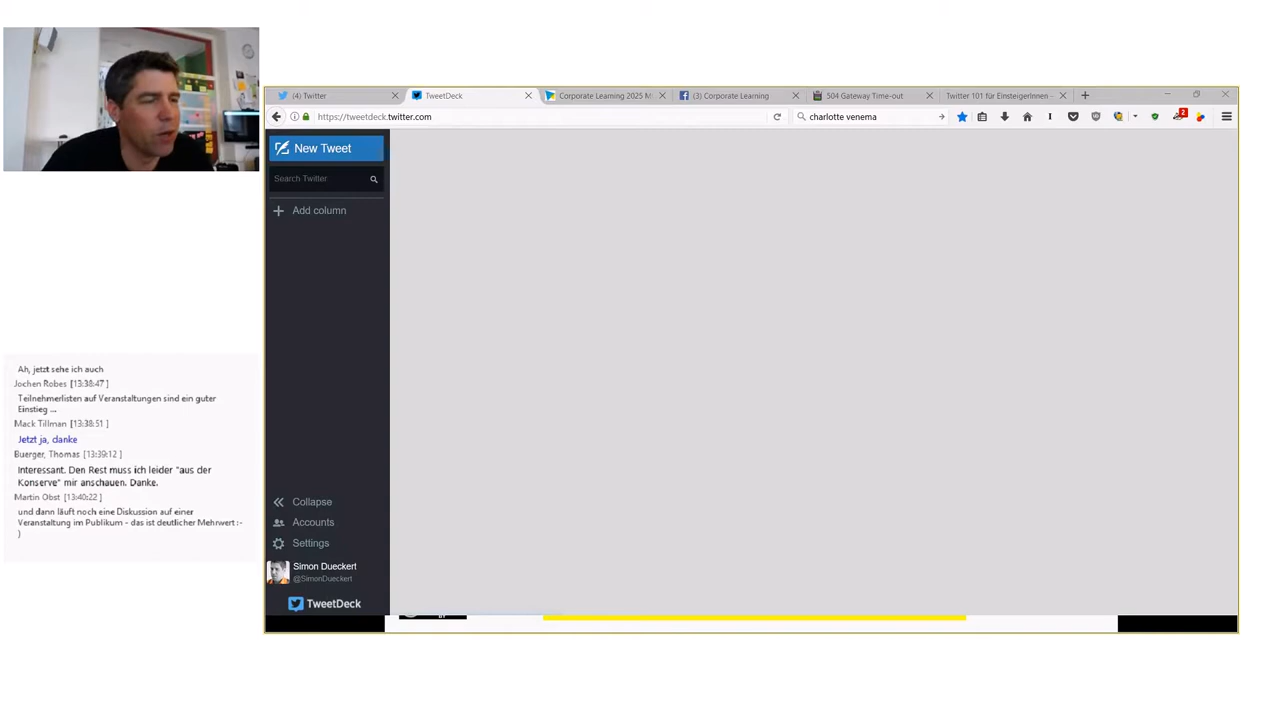 (4) Twitter
TweetDeck
Corporate Learning 2025 M
(3) Corporate Learning
504 Gateway Time-out
Twitter 101 für EinsteigerInnen –
https://tweetdeck.twitter.com
charlotte venema
2
New Tweet
Search Twitter
Add column
Ah, jetzt sehe ich auch
Jochen Robes [13:38:47]
Teilnehmerlisten auf Veranstaltungen sind ein guter
Einstieg ...
Mack Tillman [13:38:51]
Jetzt ja, danke
Buerger, Thomas [13:39:12]
Interessant. Den Rest muss ich leider "aus der
Konserve" mir anschauen. Danke.
Martin Obst [13:40:22]
und dann läuft noch eine Diskussion auf einer
Veranstaltung im Publikum - das ist deutlicher Mehrwert :-
)
Collapse
Accounts
Settings
Simon Dueckert
@SimonDueckert
TweetDeck